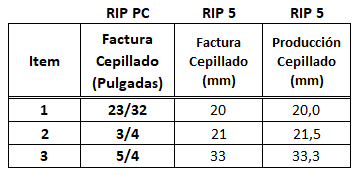 RIP PC RIP 5 RIP 5
Item Factura Cepillado (Pulgadas) Factura Cepillado (mm) Producción Cepillado (mm)
1 23/32 20 20,0
2 3/4 21 21,5
3 5/4 33 33,3